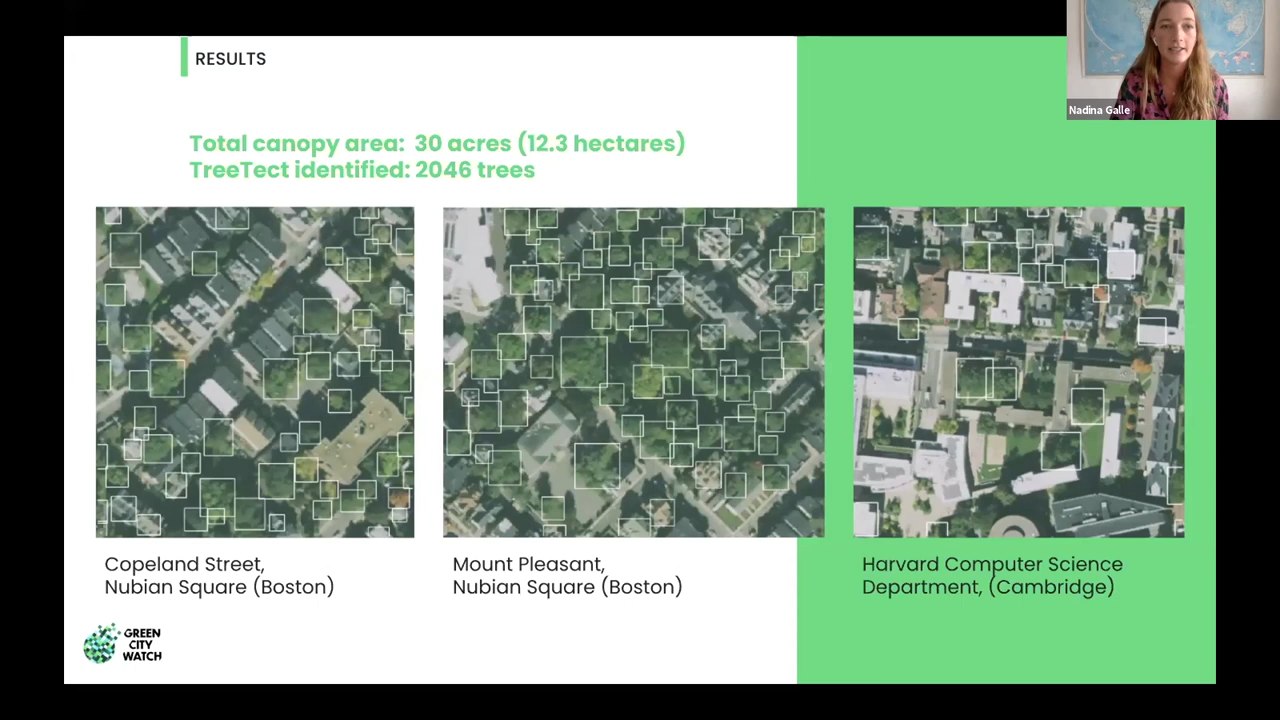 RESULTS
Nadina Galle
Total canopy area: 30 acres (12.3 hectares)
TreeTect identified: 2046 trees
Copeland Street,
Nubian Square (Boston)
Mount Pleasant,
Nubian Square (Boston)
Harvard Computer Science
Department, (Cambridge)
GREEN
CITY
WATCH